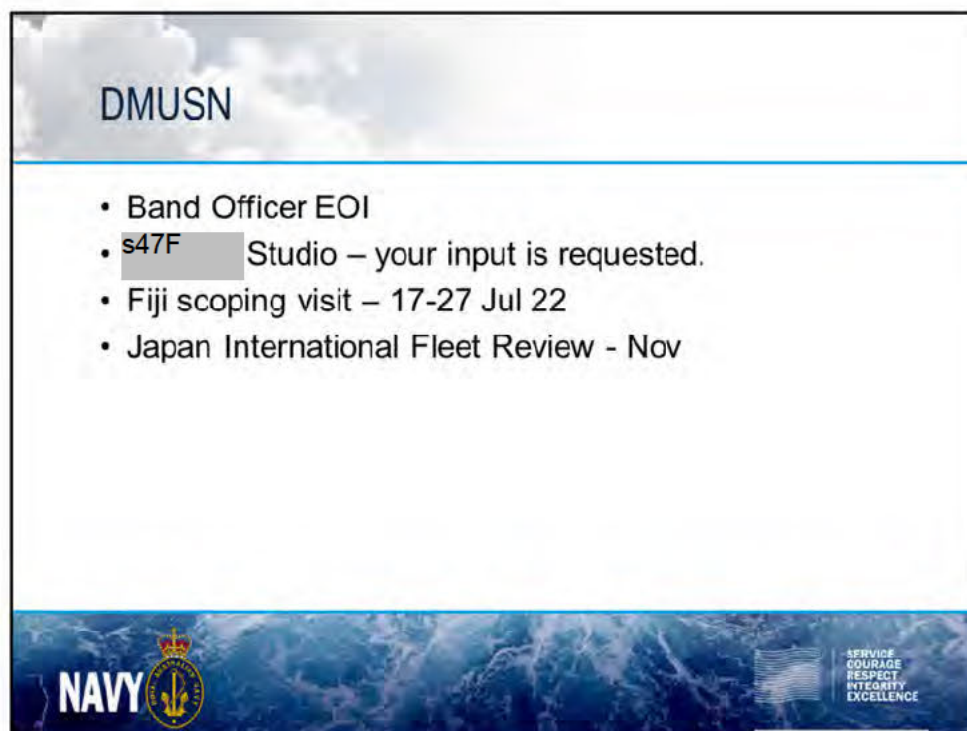 DMUSN
• Band Officer EOI
• s47F Studio – your input is requested.
• Fiji scoping visit – 17-27 Jul 22
• Japan International Fleet Review - Nov
NAVY
SERVICE
COURAGE
RESPECT
INTEGRITY
EXCELLENCE